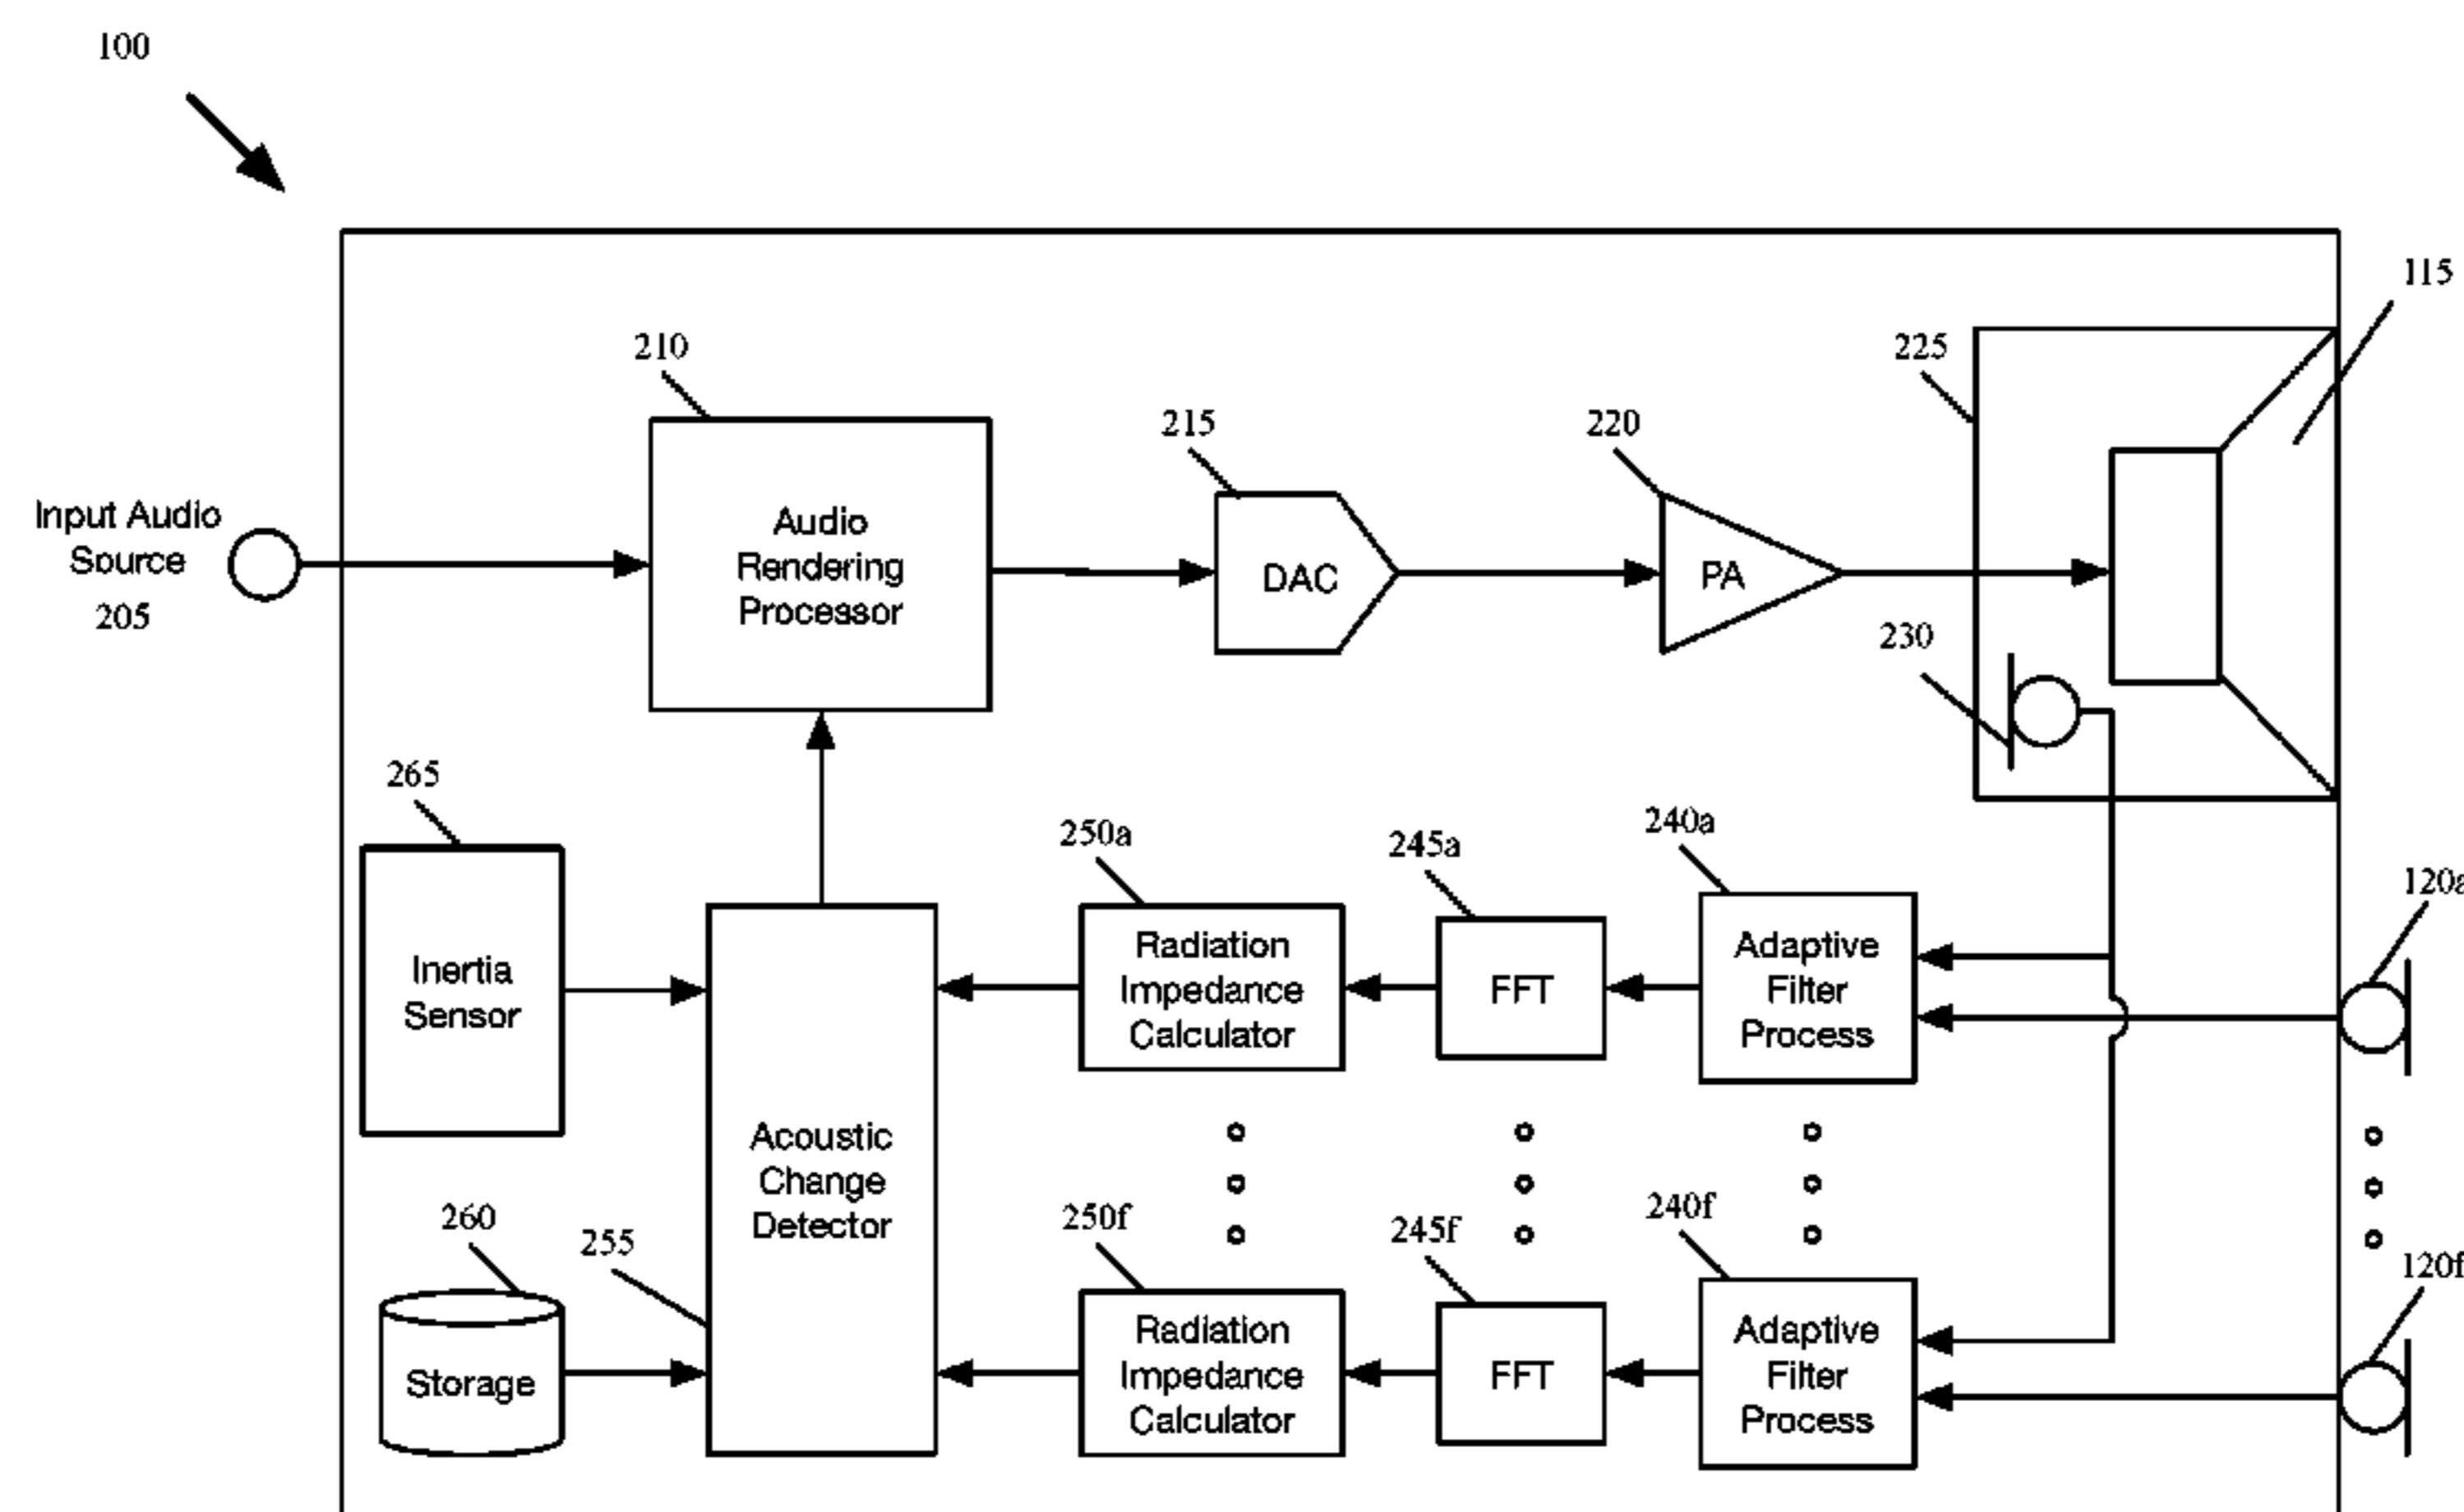 100
115
210
225
215
220
Input Audio
Source
205
Audio
Rendering
Processor
DAC
PA
230
265
250a
245a
240a
120a
Inertia
Sensor
Radiation
Impedance
Calculator
FFT
Adaptive
Filter
Process
Acoustic
Change
Detector
260
255
250f
245f
240f
120f
Storage
Radiation
Impedance
Calculator
FFT
Adaptive
Filter
Process